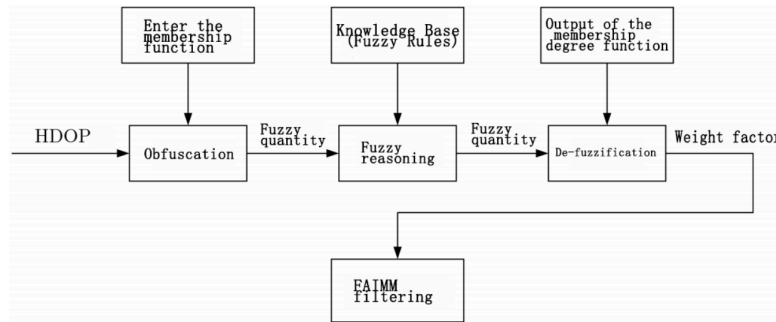 Enter the
membership
function
Knowledge Base
(Fuzzy Rules)
Output of the
membership
degree function
HDOP
Obfuscation
Fuzzy
quantity
Fuzzy
reasoning
Fuzzy
quantity
De-fuzzification
Weight factor
FAIMM
filtering